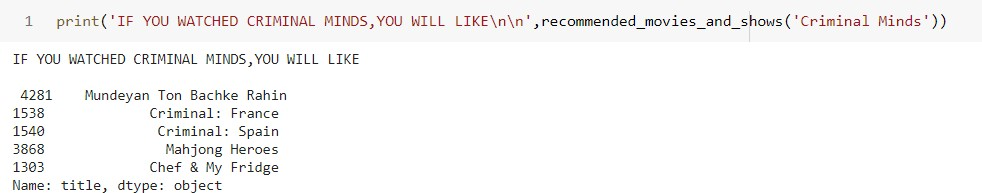 1 print('IF YOU WATCHED CRIMINAL MINDS,YOU WILL LIKE\n\n',recommended_movies_and_shows('Criminal Minds'))
IF YOU WATCHED CRIMINAL MINDS,YOU WILL LIKE
4281 Mundeyan Ton Bachke Rahin
1538 Criminal: France
1540 Criminal: Spain
3868 Mahjong Heroes
1303 Chef & My Fridge
Name: title, dtype: object